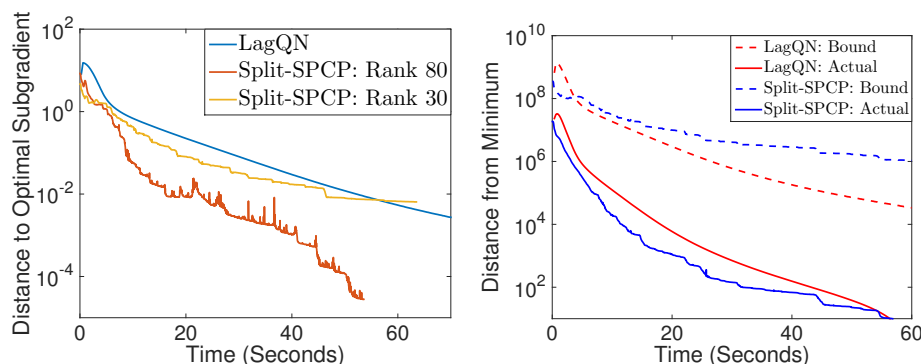 Distance to Optimal Subgradient
10^2
10^0
10^-2
10^-4
0
20
40
60
Time (Seconds)
LagQN
Split-SPCP: Rank 80
Split-SPCP: Rank 30
Distance from Minimum
10^10
10^8
10^6
10^4
10^2
0
20
40
60
Time (Seconds)
LagQN: Bound
LagQN: Actual
Split-SPCP: Bound
Split-SPCP: Actual